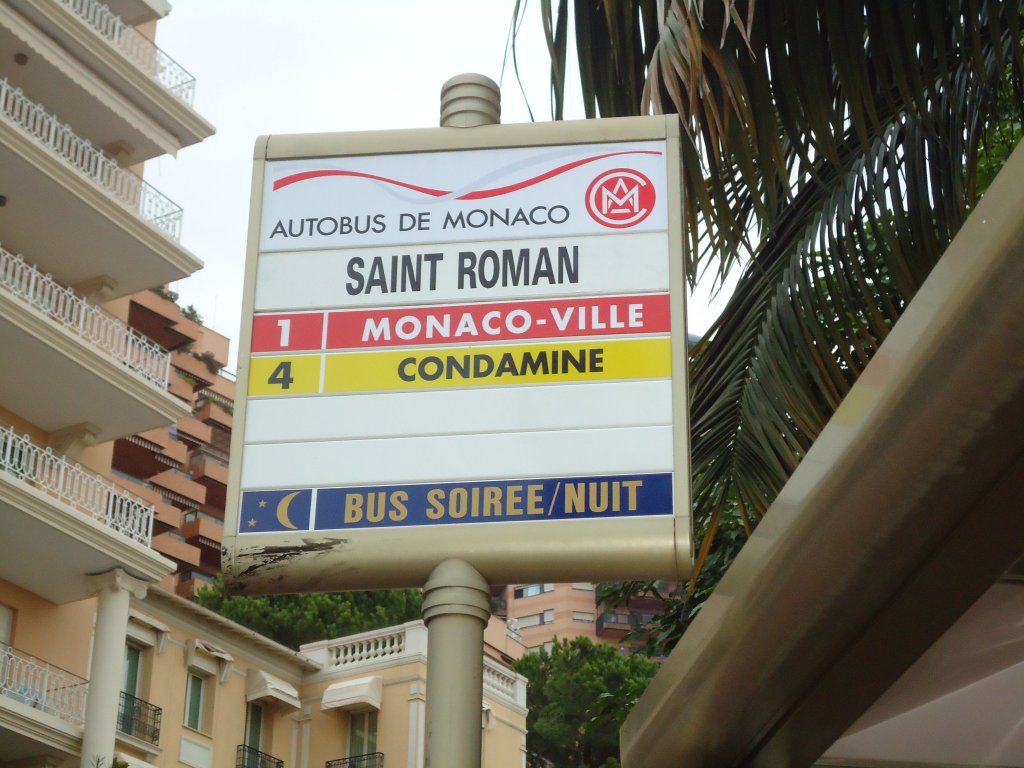 AUTOBUS DE MONACO
SAINT ROMAN
1 MONACO-VILLE
4 CONDAMINE
BUS SOIREE/NUIT